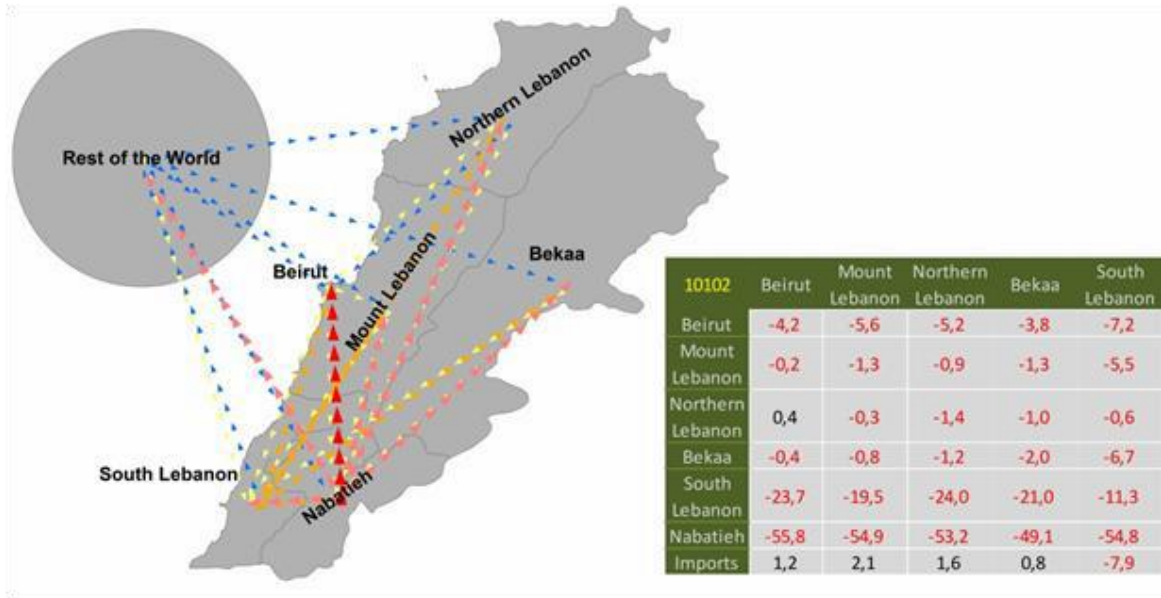 Northern Lebanon
Rest of the World
Bekaa
Beirut
Mount Lebanon
South Lebanon
Nabatieh
10102 Beirut Mount Lebanon Northern Lebanon Bekaa South Lebanon
Beirut -4,2 -5,6 -5,2 -3,8 -7,2
Mount Lebanon -0,2 -1,3 -0,9 -1,3 -5,5
Northern Lebanon 0,4 -0,3 -1,4 -1,0 -0,6
Bekaa -0,4 -0,8 -1,2 -2,0 -6,7
South Lebanon -23,7 -19,5 -24,0 -21,0 -11,3
Nabatieh -55,8 -54,9 -53,2 -49,1 -54,8
Imports 1,2 2,1 1,6 0,8 -7,9